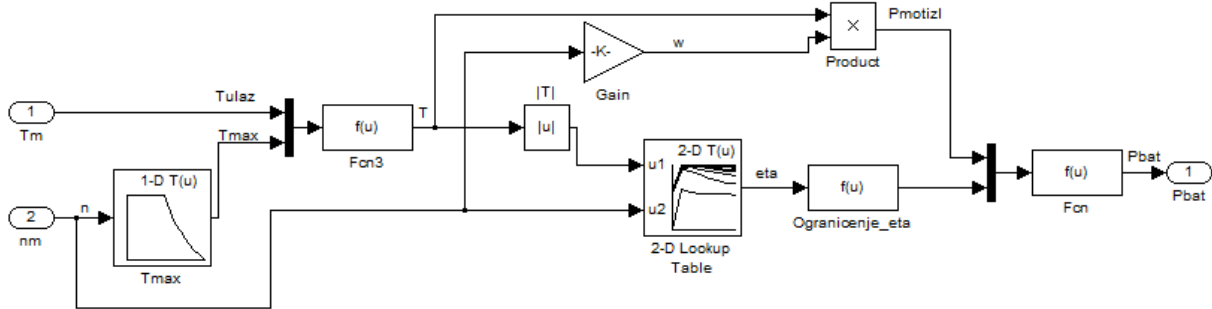 Pmotizl
×
-K-
w
Product
Gain
1
Tm
Tulaz
Tmax
T
f(u)
Fcn3
|T|
|u|
1-D T(u)
n
2
nm
Tmax
2-D T(u)
u1
u2
2-D Lookup
Table
eta
f(u)
Ogranicenje_eta
f(u)
Fcn
Pbat
1
Pbat